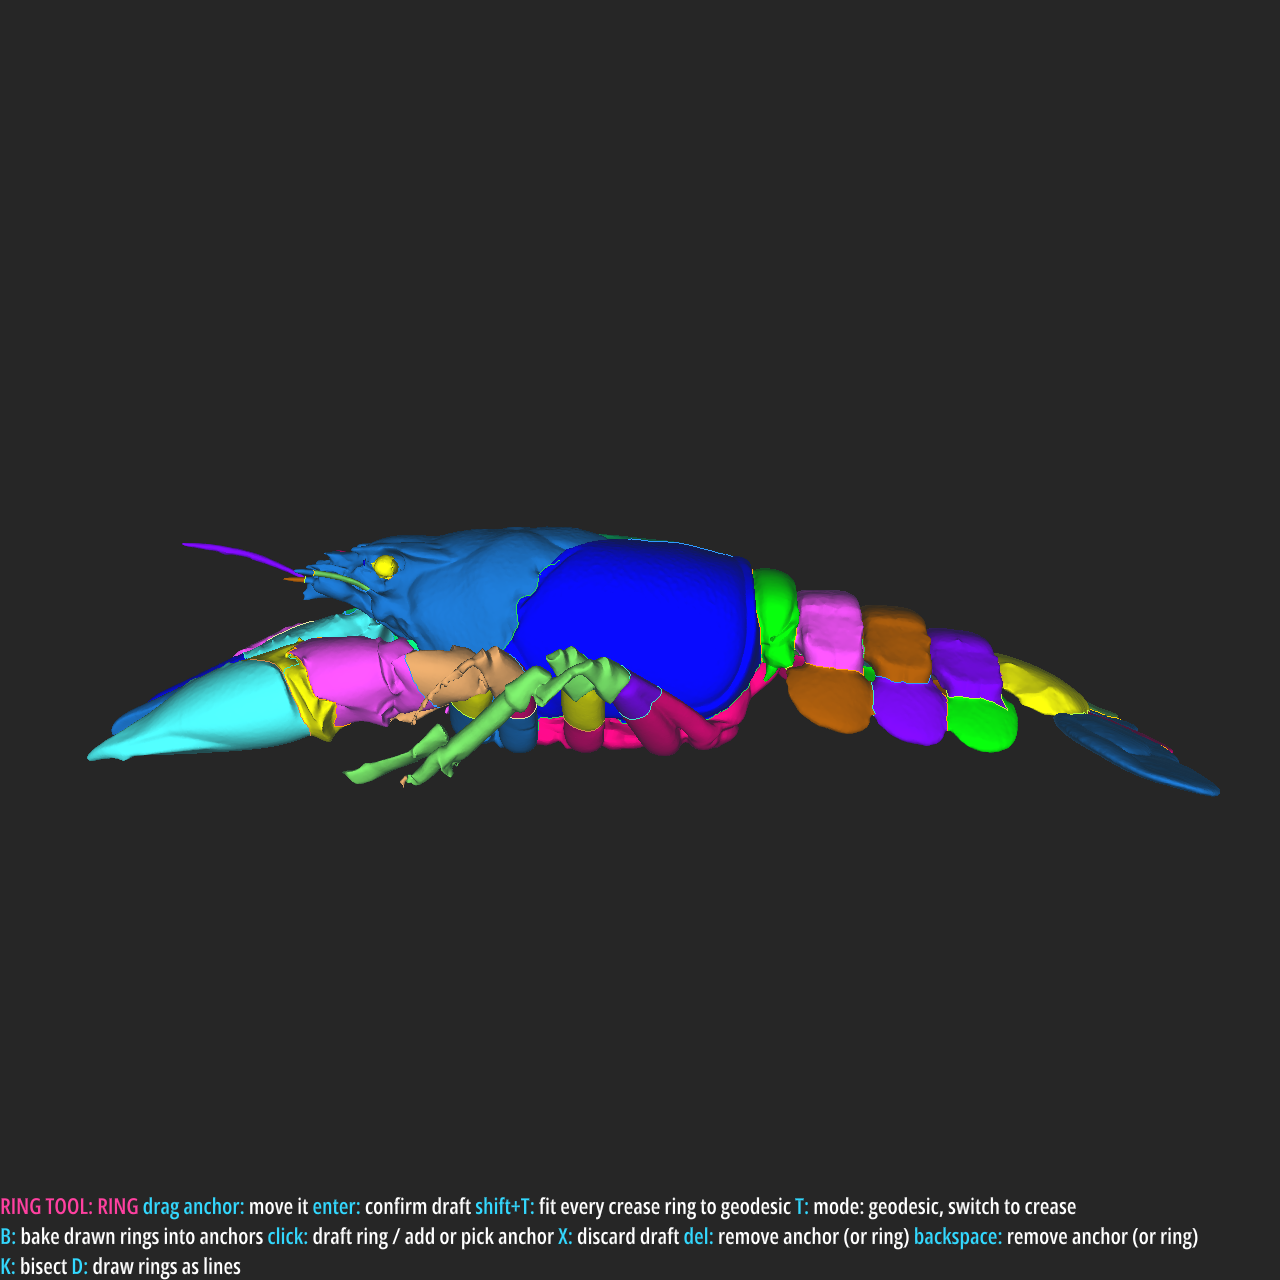 RING TOOL: RING drag anchor: move it enter: confirm draft shift+T: fit every crease ring to geodesic T: mode: geodesic, switch to crease
B: bake drawn rings into anchors click: draft ring / add or pick anchor X: discard draft del: remove anchor (or ring) backspace: remove anchor (or ring)
K: bisect D: draw rings as lines